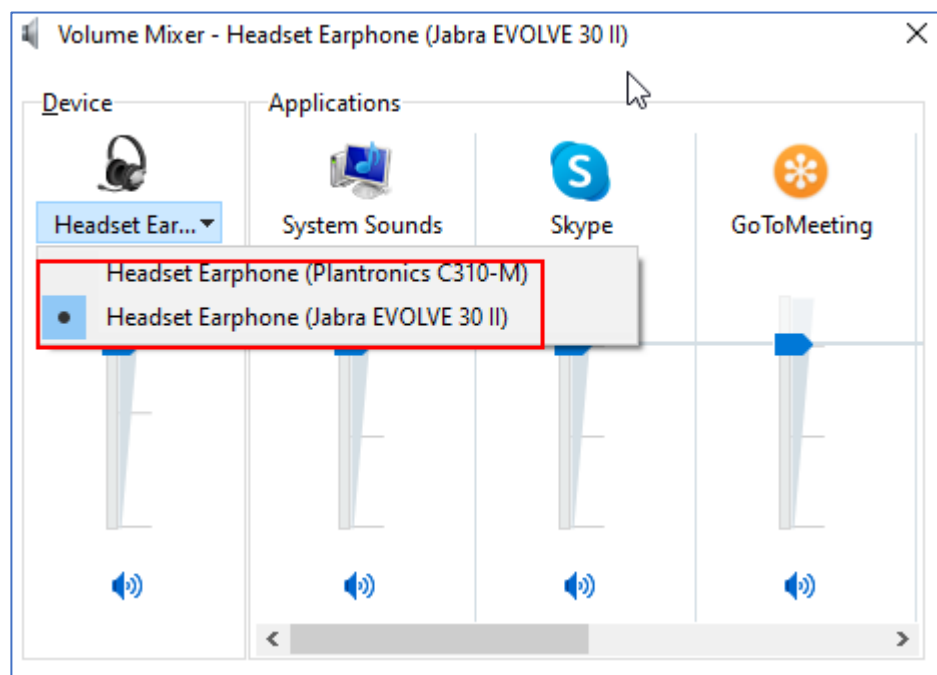 Volume Mixer - Headset Earphone (Jabra EVOLVE 30 II)
Device
Applications
Headset Ear...
System Sounds
Skype
GoToMeeting
Headset Earphone (Plantronics C310-M)
Headset Earphone (Jabra EVOLVE 30 II)